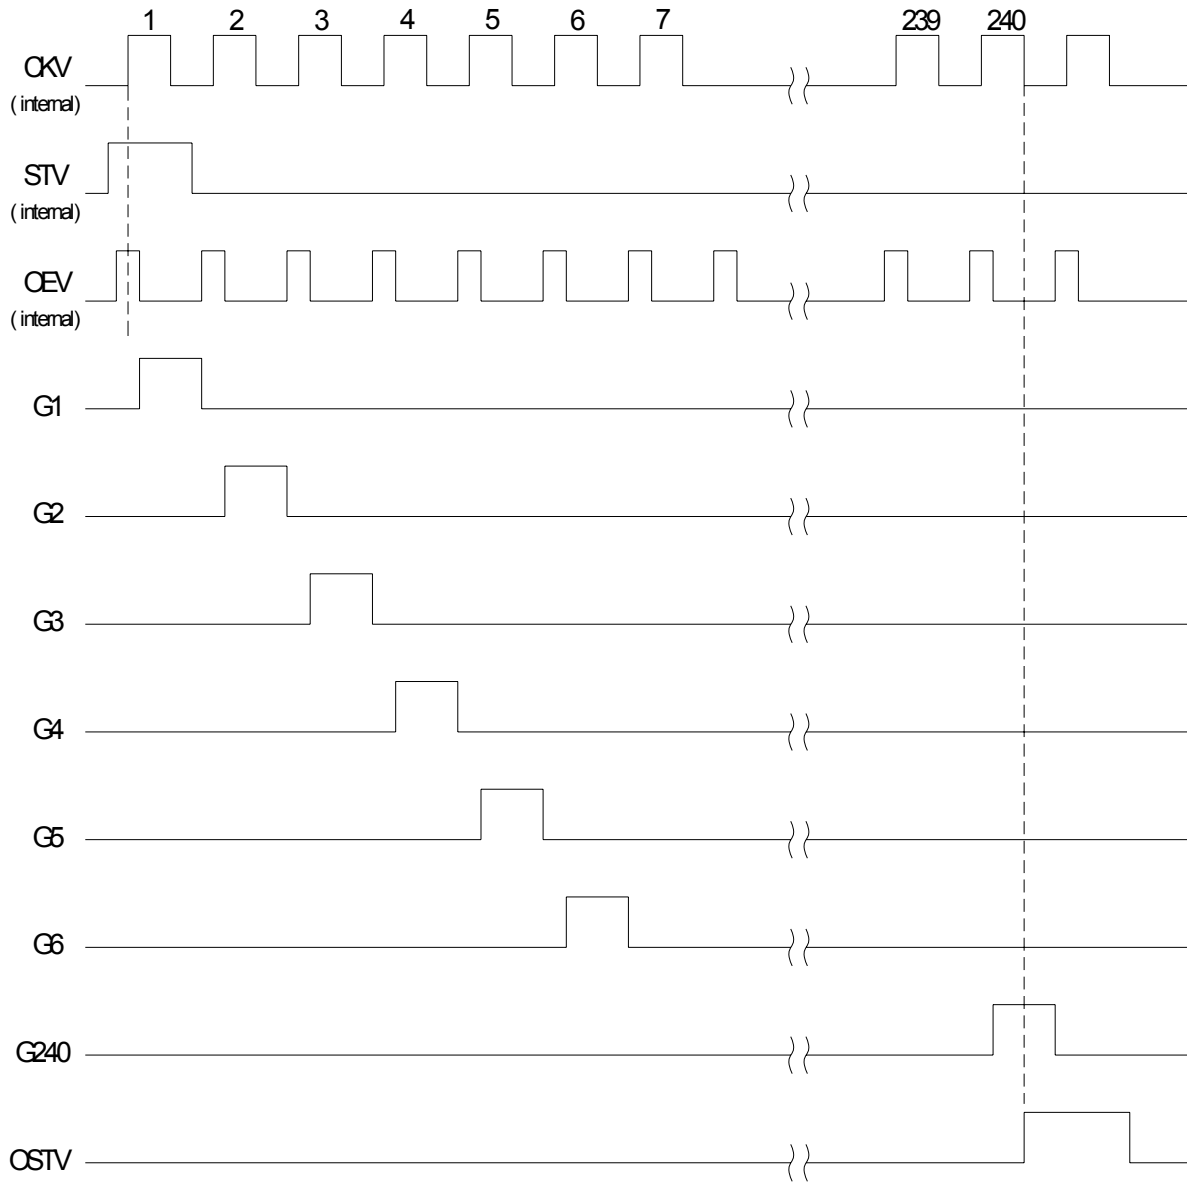 1 2 3 4 5 6 7 239 240
CKV
(internal)
STV
(internal)
OEV
(internal)
G1
G2
G3
G4
G5
G6
G240
OSTV